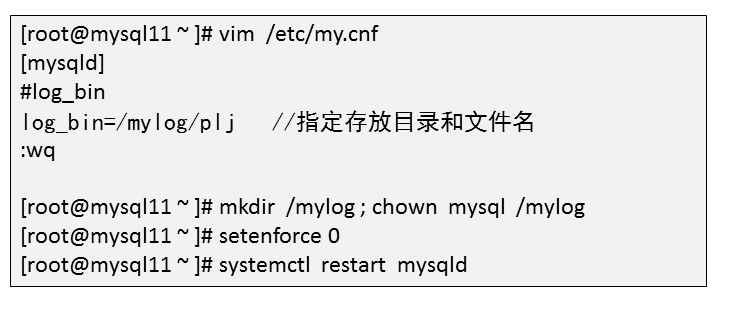 [root@mysql11 ~ ]# vim /etc/my.cnf
[mysqld]
#log_bin
log_bin=/mylog/plj //指定存放目录和文件名
:wq
[root@mysql11 ~ ]# mkdir /mylog ; chown mysql /mylog
[root@mysql11 ~ ]# setenforce 0
[root@mysql11 ~ ]# systemctl restart mysqld